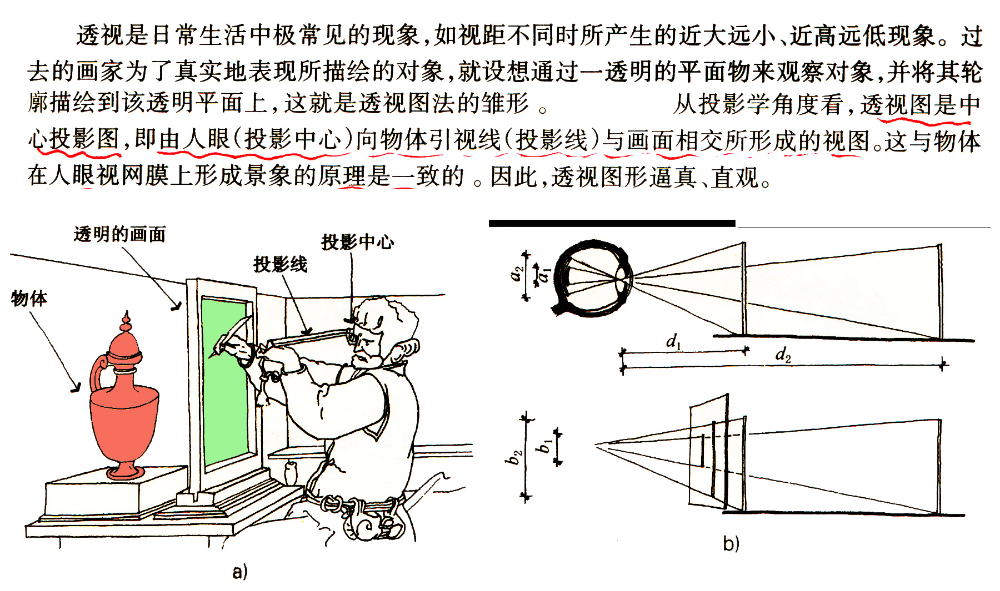 透视是日常生活中极常见的现象,如视距不同时所产生的近大远小、近高远低现象。过
去的画家为了真实地表现所描绘的对象,就设想通过一透明的平面物来观察对象,并将其轮
廓描绘到该透明平面上,这就是透视图法的雏形。 从投影学角度看,透视图是中
心投影图,即由人眼(投影中心)向物体引视线(投影线)与画面相交所形成的视图。这与物体
在人眼视网膜上形成景象的原理是一致的。因此,透视图形逼真、直观。
透明的画面
投影中心
投影线
物体
a₂
a₁
d₁
d₂
b₂
b₁
a)
b)